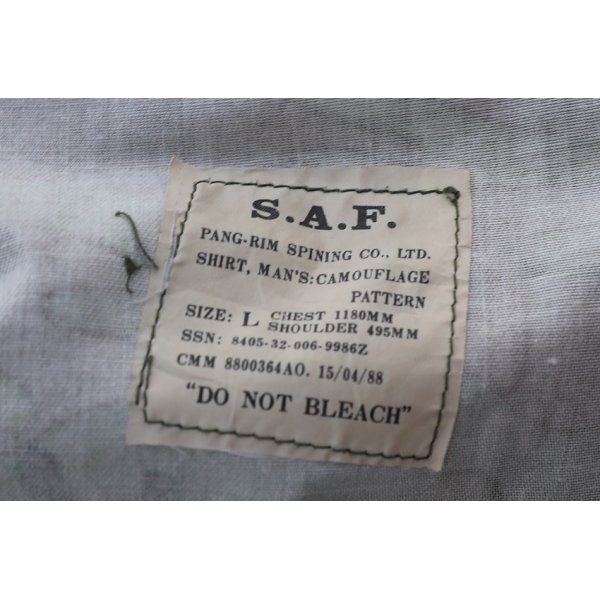 S.A.F.
PANG-RIM SPINING CO., LTD.
SHIRT, MAN'S:CAMOUFLAGE
PATTERN
SIZE: L CHEST 1180MM
SHOULDER 495MM
SSN: 8405-32-006-9986Z
CMM 8800364AO. 15/04/88
"DO NOT BLEACH"